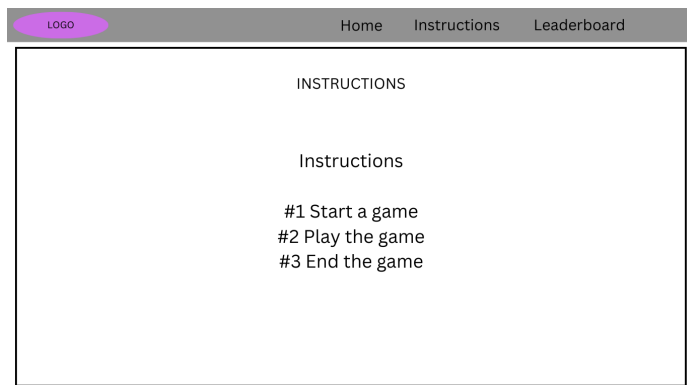 LOGO Home Instructions Leaderboard
INSTRUCTIONS
Instructions
#1 Start a game
#2 Play the game
#3 End the game